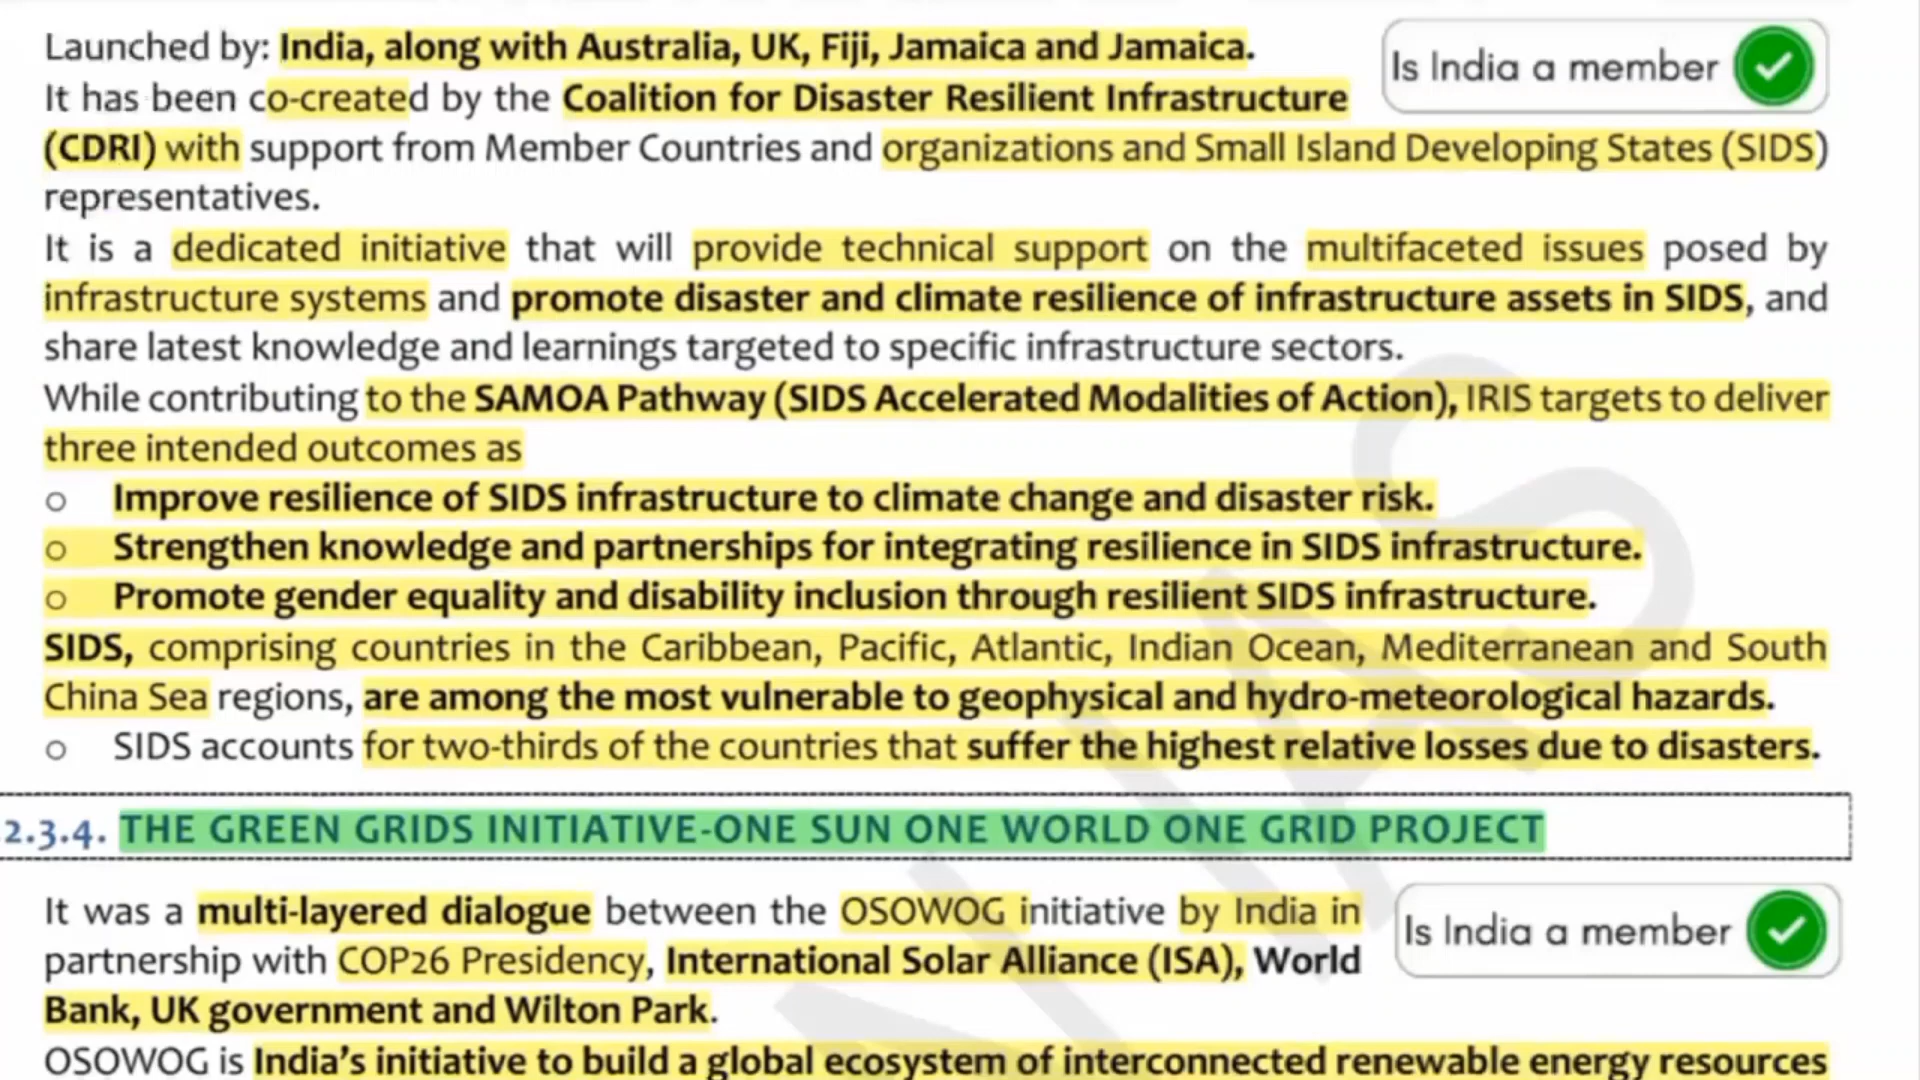 Launched by: India, along with Australia, UK, Fiji, Jamaica and Jamaica.
Is India a member
It has been co-created by the Coalition for Disaster Resilient Infrastructure
(CDRI) with support from Member Countries and organizations and Small Island Developing States (SIDS)
representatives.
It is a dedicated initiative that will provide technical support on the multifaceted issues posed by
infrastructure systems and promote disaster and climate resilience of infrastructure assets in SIDS, and
share latest knowledge and learnings targeted to specific infrastructure sectors.
While contributing to the SAMOA Pathway (SIDS Accelerated Modalities of Action), IRIS targets to deliver
three intended outcomes as
o Improve resilience of SIDS infrastructure to climate change and disaster risk.
o Strengthen knowledge and partnerships for integrating resilience in SIDS infrastructure.
o Promote gender equality and disability inclusion through resilient SIDS infrastructure.
SIDS, comprising countries in the Caribbean, Pacific, Atlantic, Indian Ocean, Mediterranean and South
China Sea regions, are among the most vulnerable to geophysical and hydro-meteorological hazards.
o SIDS accounts for two-thirds of the countries that suffer the highest relative losses due to disasters.
2.3.4. THE GREEN GRIDS INITIATIVE-ONE SUN ONE WORLD ONE GRID PROJECT
It was a multi-layered dialogue between the OSOWOG initiative by India in
Is India a member
partnership with COP26 Presidency, International Solar Alliance (ISA), World
Bank, UK government and Wilton Park.
OSOWOG is India's initiative to build a global ecosystem of interconnected renewable energy resources